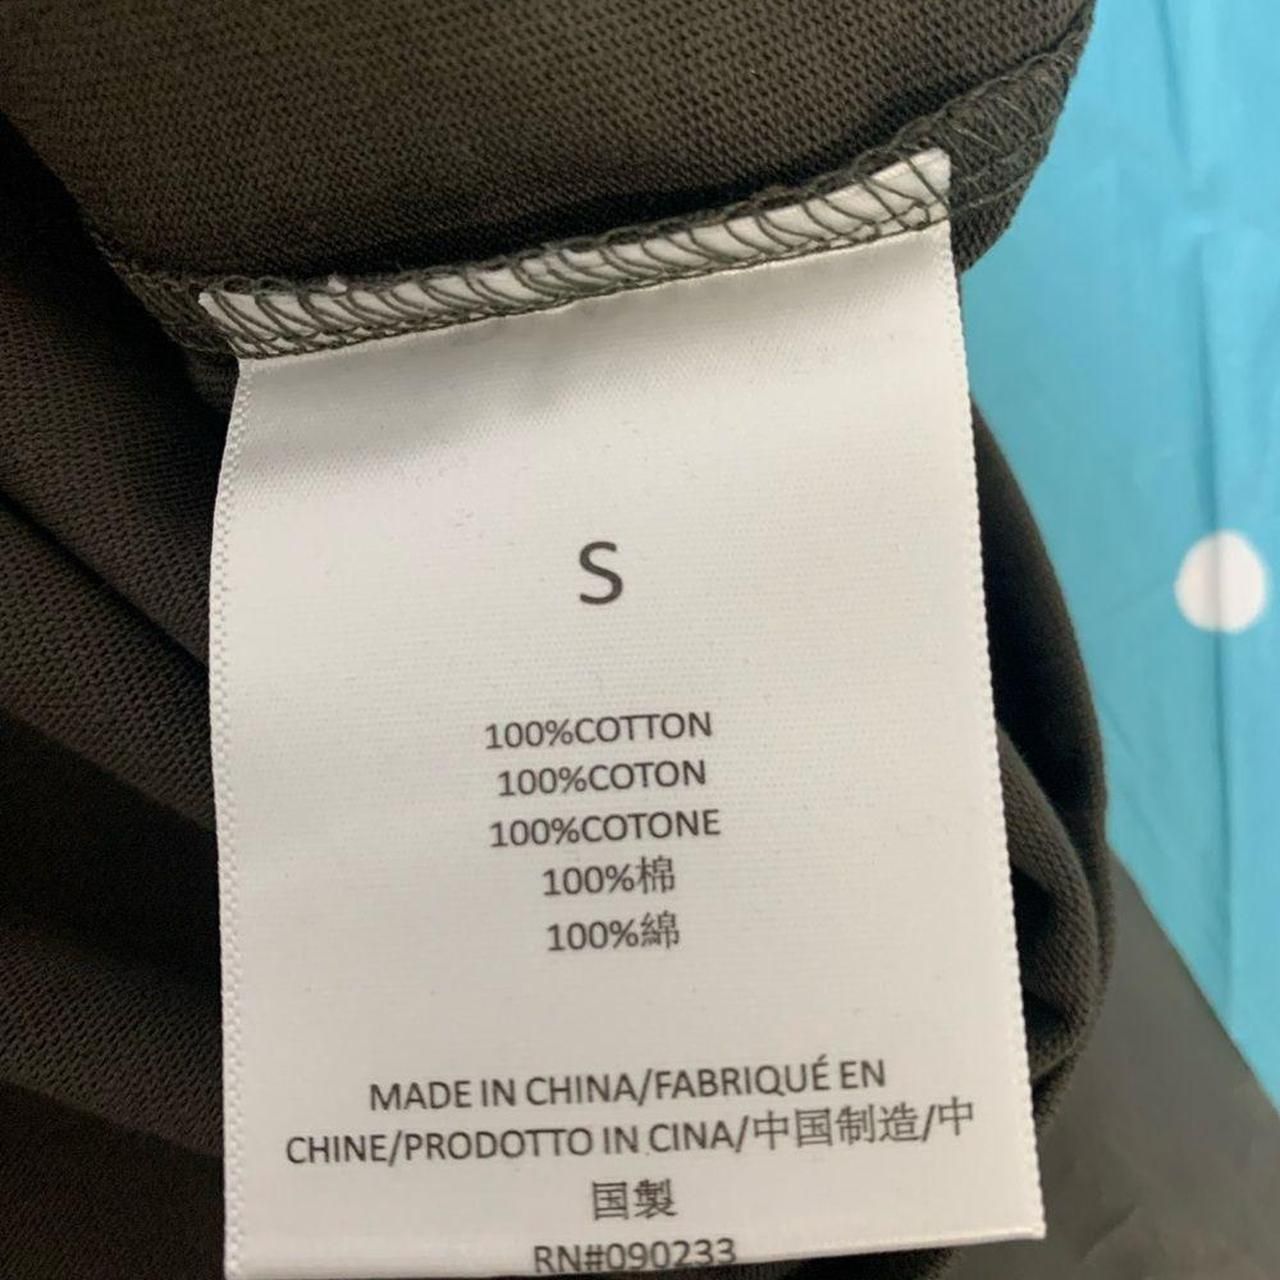 S
100%COTTON
100%COTON
100%COTONE
100%棉
100%綿
MADE IN CHINA/FABRIQUÉ EN
CHINE/PRODOTTO IN CINA/中国制造/中
国製
RN#090233